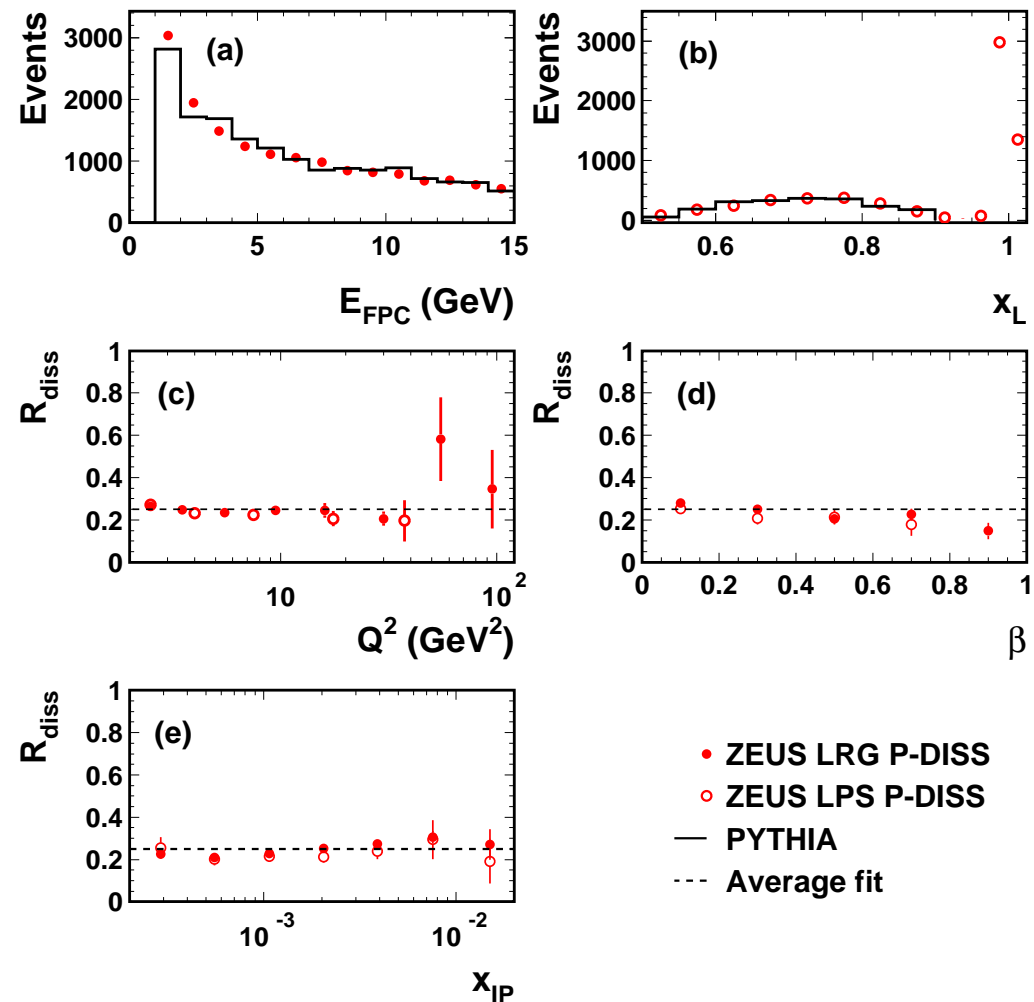 Events
3000
2000
1000
0
(a)
0 5 10 15
E_FPC (GeV)
Events
3000
2000
1000
0
(b)
0.6 0.8 1
x_L
R_diss
1
0.8
0.6
0.4
0.2
0
(c)
10 10^2
Q^2 (GeV^2)
R_diss
1
0.8
0.6
0.4
0.2
0
(d)
0 0.2 0.4 0.6 0.8 1
β
R_diss
1
0.8
0.6
0.4
0.2
0
(e)
10^-3 10^-2
x_IP
ZEUS LRG P-DISS
ZEUS LPS P-DISS
PYTHIA
Average fit